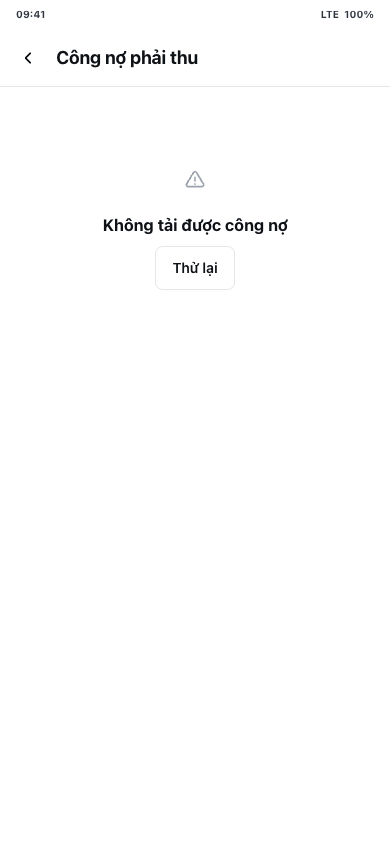 09:41 LTE 100%
Công nợ phải thu
Không tải được công nợ
Thử lại